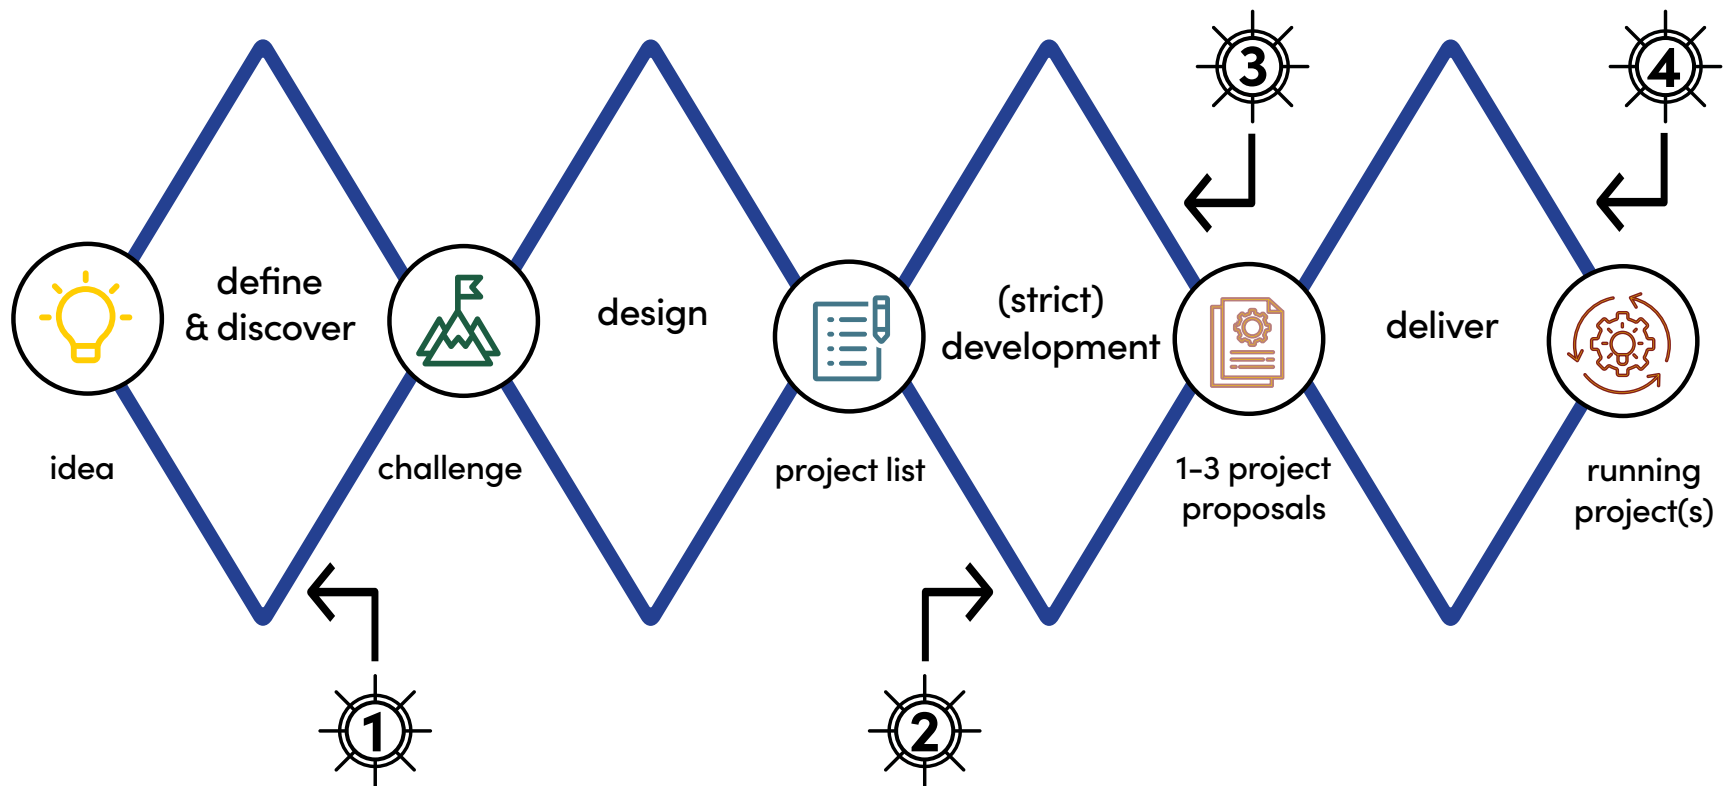 3
4
define
& discover
design
(strict)
development
deliver
idea
challenge
project list
1-3 project
proposals
running
project(s)
1
2